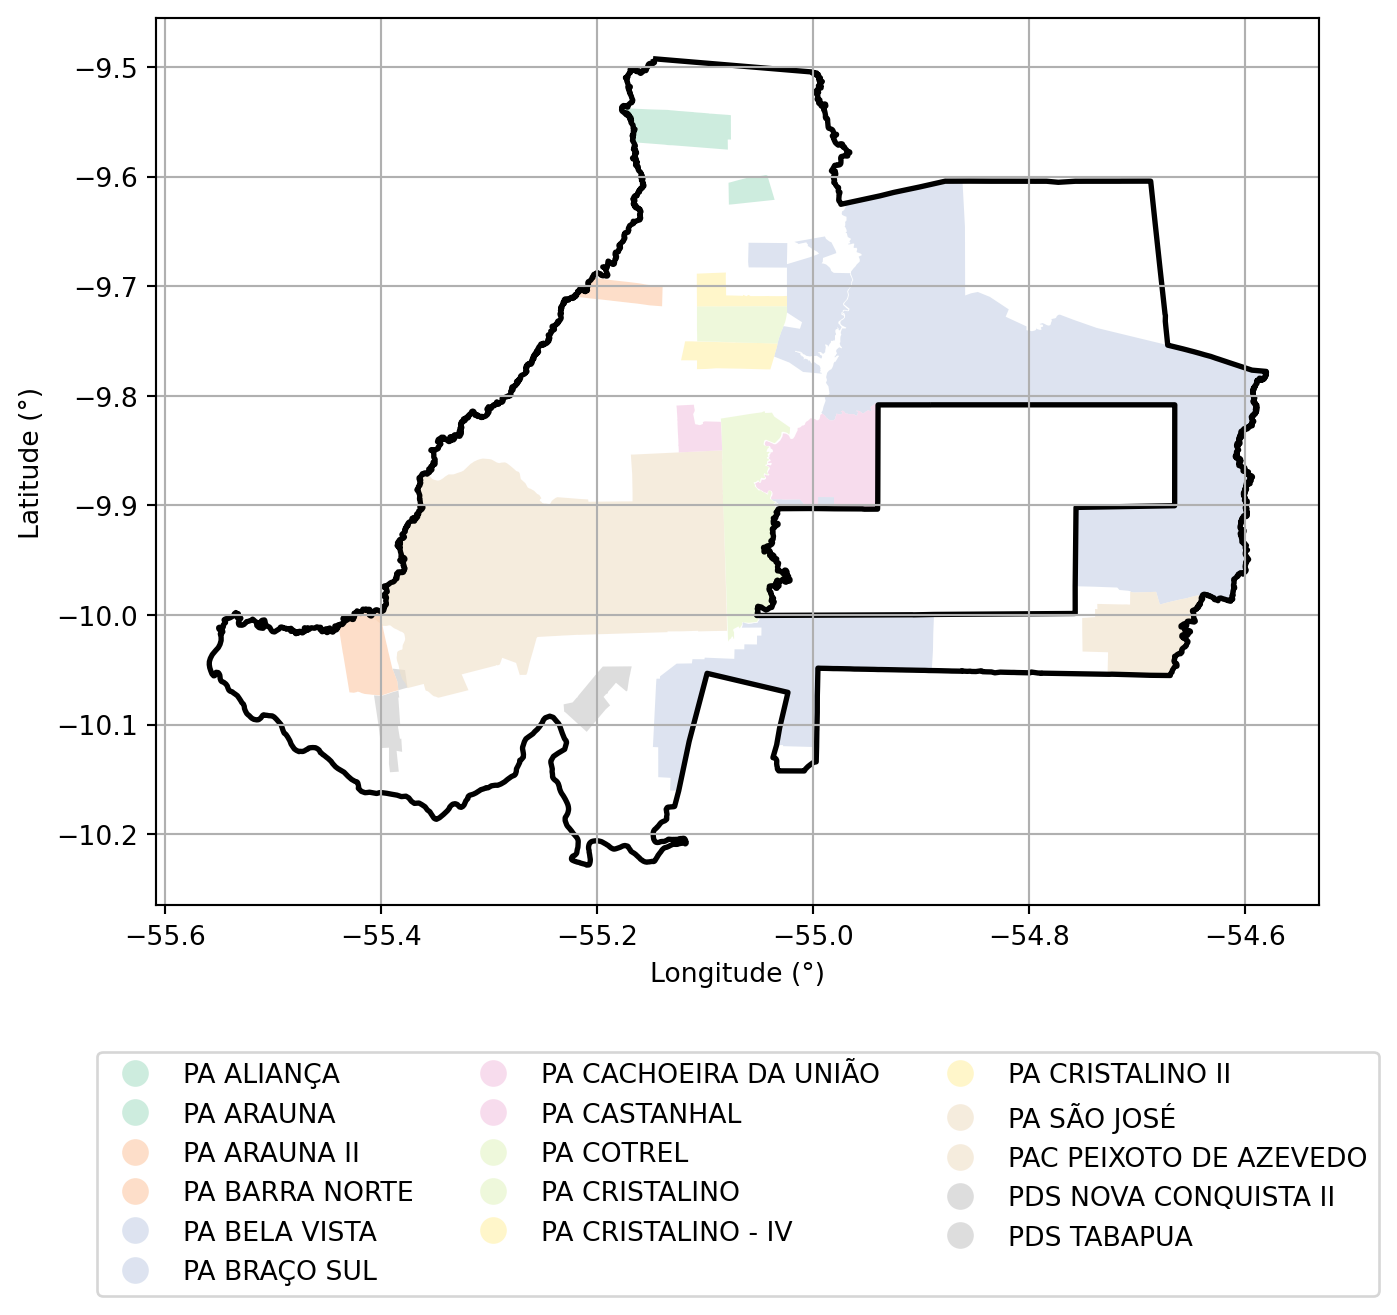 −9.5
−9.6
−9.7
−9.8
−9.9
−10.0
−10.1
−10.2
Latitude (°)
−55.6 −55.4 −55.2 −55.0 −54.8 −54.6
Longitude (°)
PA ALIANÇA
PA ARAUNA
PA ARAUNA II
PA BARRA NORTE
PA BELA VISTA
PA BRAÇO SUL
PA CACHOEIRA DA UNIÃO
PA CASTANHAL
PA COTREL
PA CRISTALINO
PA CRISTALINO - IV
PA CRISTALINO II
PA SÃO JOSÉ
PAC PEIXOTO DE AZEVEDO
PDS NOVA CONQUISTA II
PDS TABAPUA